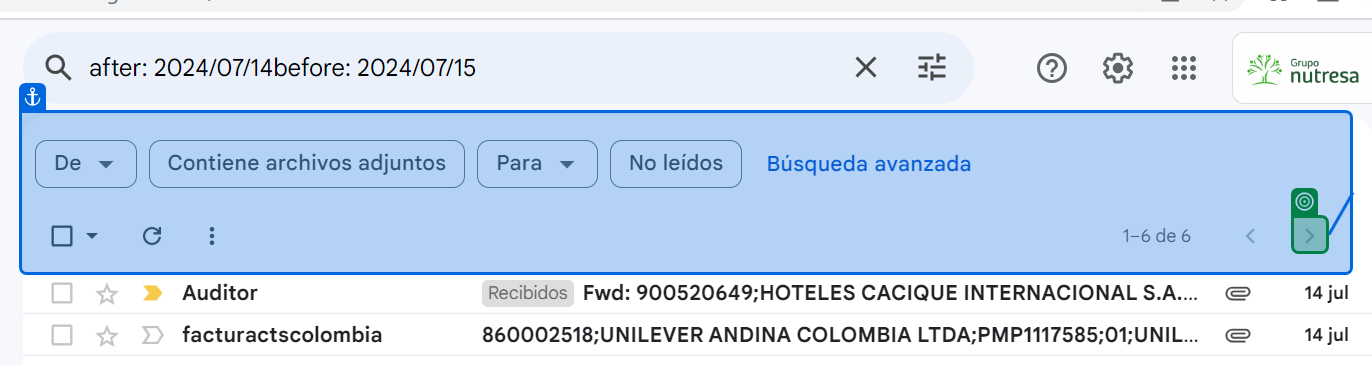 after: 2024/07/14before: 2024/07/15
Grupo
nutresa
De
Contiene archivos adjuntos
Para
No leídos
Búsqueda avanzada
1–6 de 6
Auditor
Recibidos
Fwd: 900520649;HOTELES CACIQUE INTERNACIONAL S.A....
14 jul
facturactscolombia
860002518;UNILEVER ANDINA COLOMBIA LTDA;PMP1117585;01;UNIL...
14 jul